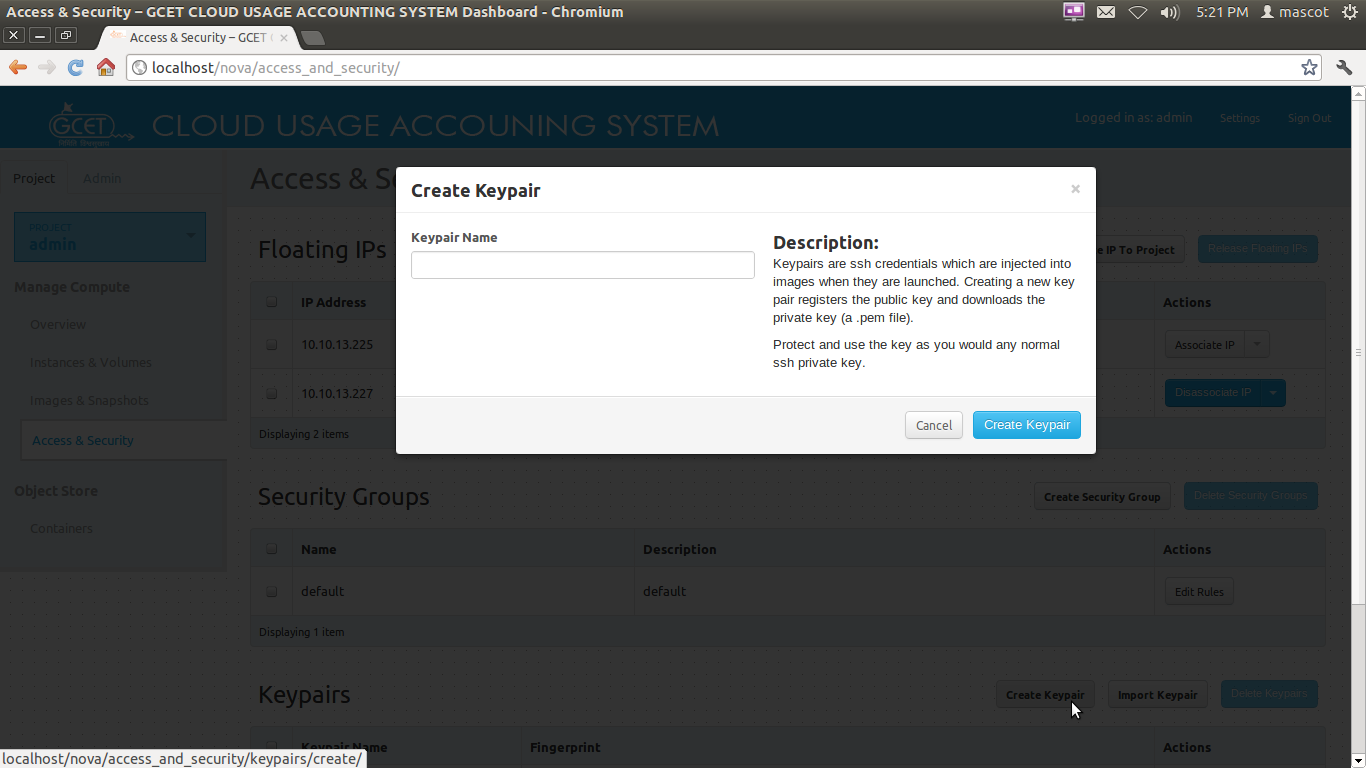 Access & Security – GCET CLOUD USAGE ACCOUNTING SYSTEM Dashboard - Chromium
5:21 PM mascot
Access & Security – GCET
localhost/nova/access_and_security/
GCET
CLOUD USAGE ACCOUNING SYSTEM
Logged in as: admin Settings Sign Out
Project Admin
Access & S
PROJECT
admin
Manage Compute
Overview
Instances & Volumes
Images & Snapshots
Access & Security
Object Store
Containers
Create Keypair ×
Keypair Name
Description:
Keypairs are ssh credentials which are injected into
images when they are launched. Creating a new key
pair registers the public key and downloads the
private key (a .pem file).
Protect and use the key as you would any normal
ssh private key.
Cancel Create Keypair
Floating IPs IP To Project Release Floating IPs
IP Address Actions
10.10.13.225 Associate IP
10.10.13.227 Disassociate IP
Displaying 2 items
Security Groups Create Security Group Delete Security Groups
Name Description Actions
default default Edit Rules
Displaying 1 item
Keypairs Create Keypair Import Keypair Delete Keypairs
Keypair Name Fingerprint Actions
localhost/nova/access_and_security/keypairs/create/